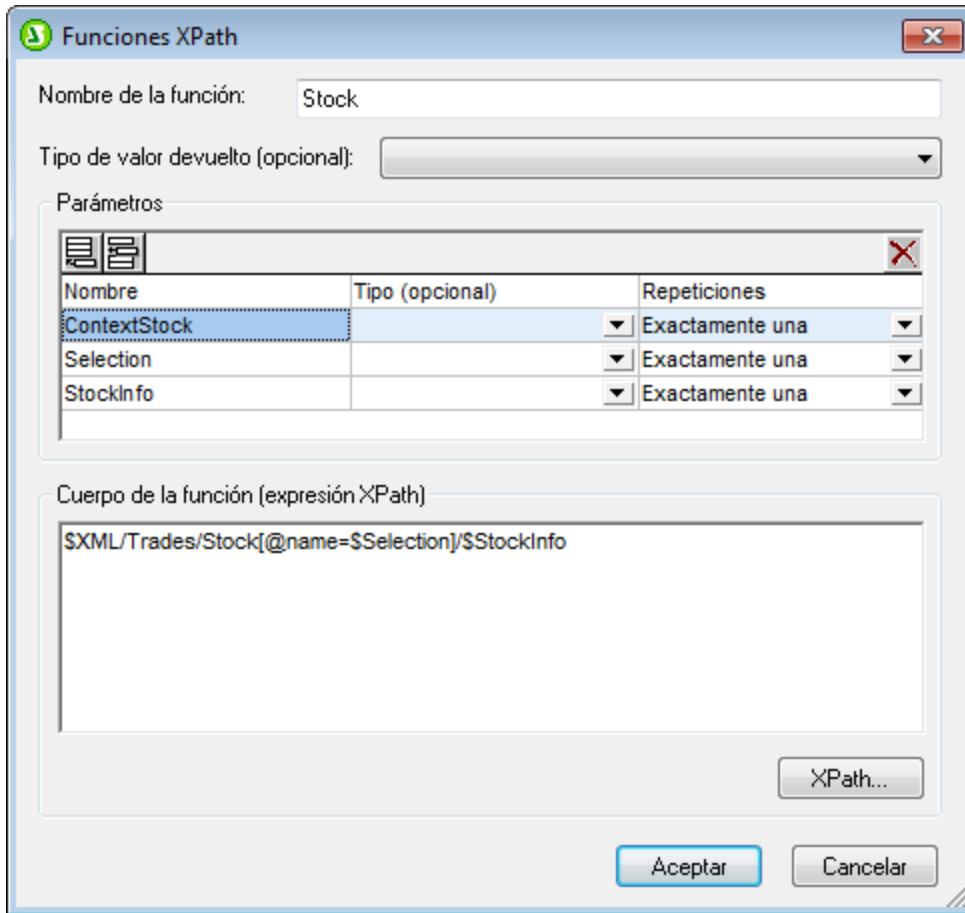 Funciones XPath
Nombre de la función: Stock
Tipo de valor devuelto (opcional):
Parámetros
Nombre Tipo (opcional) Repeticiones
ContextStock Exactamente una
Selection Exactamente una
StockInfo Exactamente una
Cuerpo de la función (expresión XPath)
$XML/Trades/Stock[@name=$Selection]/$StockInfo
XPath...
Aceptar Cancelar